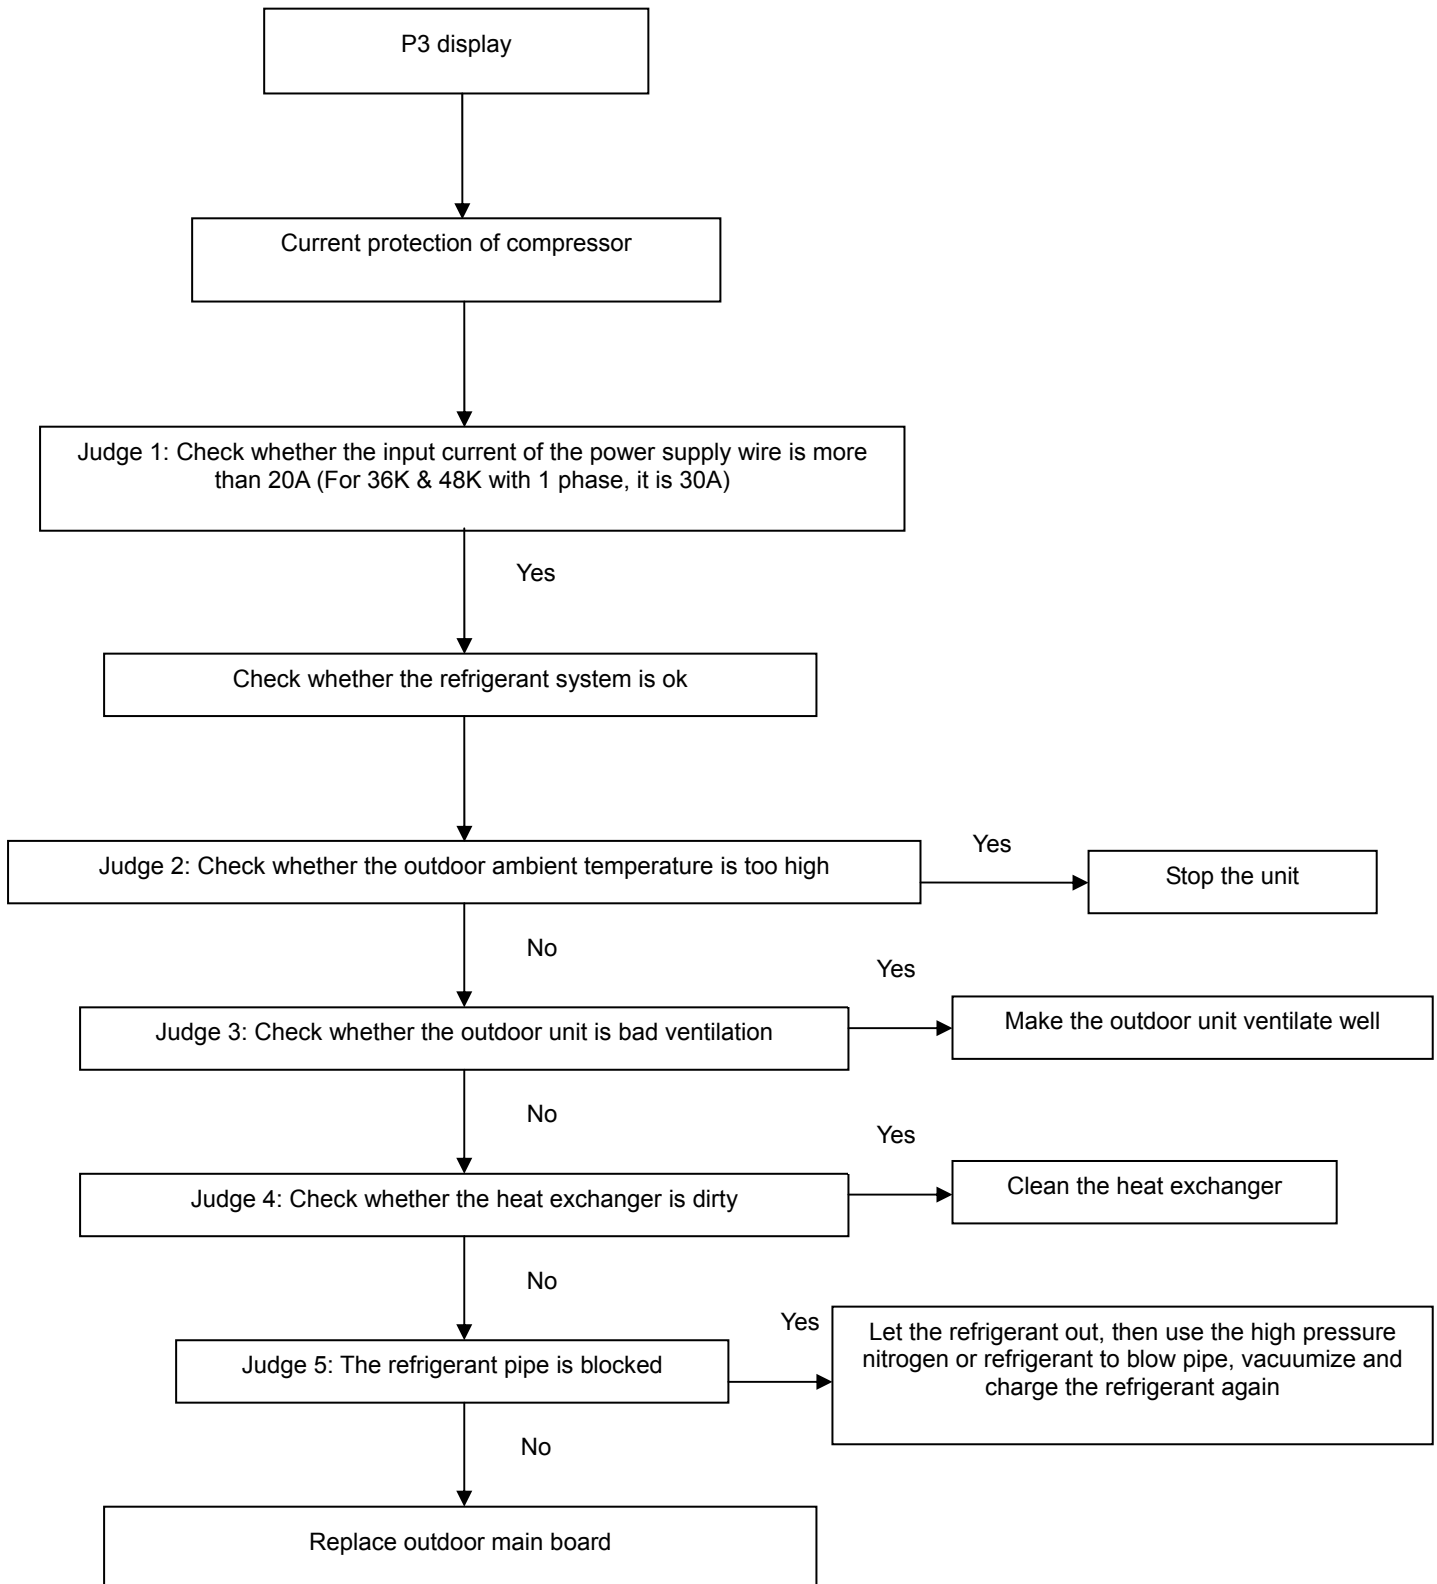 P3 display
Current protection of compressor
Judge 1: Check whether the input current of the power supply wire is more
than 20A (For 36K & 48K with 1 phase, it is 30A)
Yes
Check whether the refrigerant system is ok
Judge 2: Check whether the outdoor ambient temperature is too high
Yes
Stop the unit
No
Judge 3: Check whether the outdoor unit is bad ventilation
Yes
Make the outdoor unit ventilate well
No
Judge 4: Check whether the heat exchanger is dirty
Yes
Clean the heat exchanger
No
Judge 5: The refrigerant pipe is blocked
Yes
Let the refrigerant out, then use the high pressure
nitrogen or refrigerant to blow pipe, vacuumize and
charge the refrigerant again
No
Replace outdoor main board